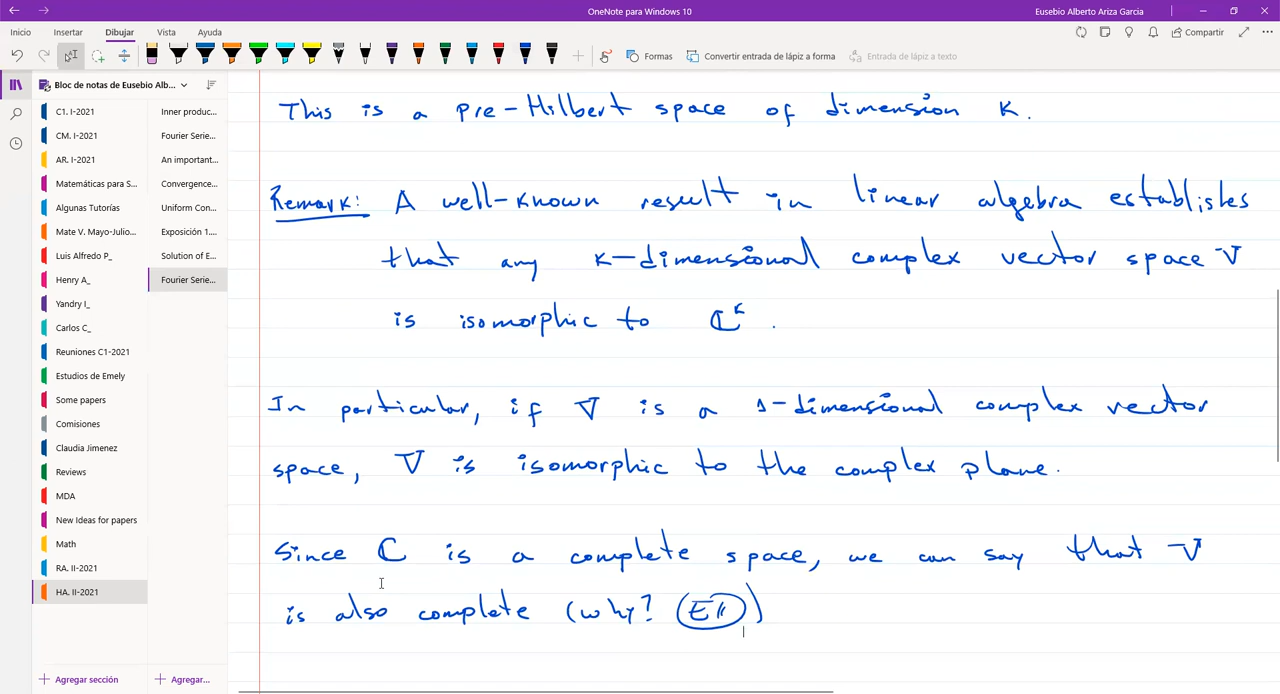 OneNote para Windows 10
Eusebio Alberto Ariza Garcia
Inicio Insertar Dibujar Vista Ayuda
Compartir
Formas
Convertir entrada de lápiz a forma
Entrada de lápiz a texto
Bloc de notas de Eusebio Alb...
C1. I-2021
CM. I-2021
AR. I-2021
Matemáticas para S...
Algunas Tutorías
Mate V. Mayo-Julio...
Luis Alfredo P_
Henry A_
Yandry I_
Carlos C_
Reuniones C1-2021
Estudios de Emely
Some papers
Comisiones
Claudia Jimenez
Reviews
MDA
New Ideas for papers
Math
RA. II-2021
HA. II-2021
Agregar sección
Inner produc...
Fourier Serie...
An important...
Convergence...
Uniform Con...
Exposición 1....
Solution of E...
Fourier Serie...
Agregar...
This is a pre-Hilbert space of dimension K.
Remark: A well-known result in linear algebra establishes
that any K-dimensional complex vector space V
is isomorphic to ℂᴷ.
In particular, if V is a 1-dimensional complex vector
space, V is isomorphic to the complex plane.
Since ℂ is a complete space, we can say that V
is also complete (why?